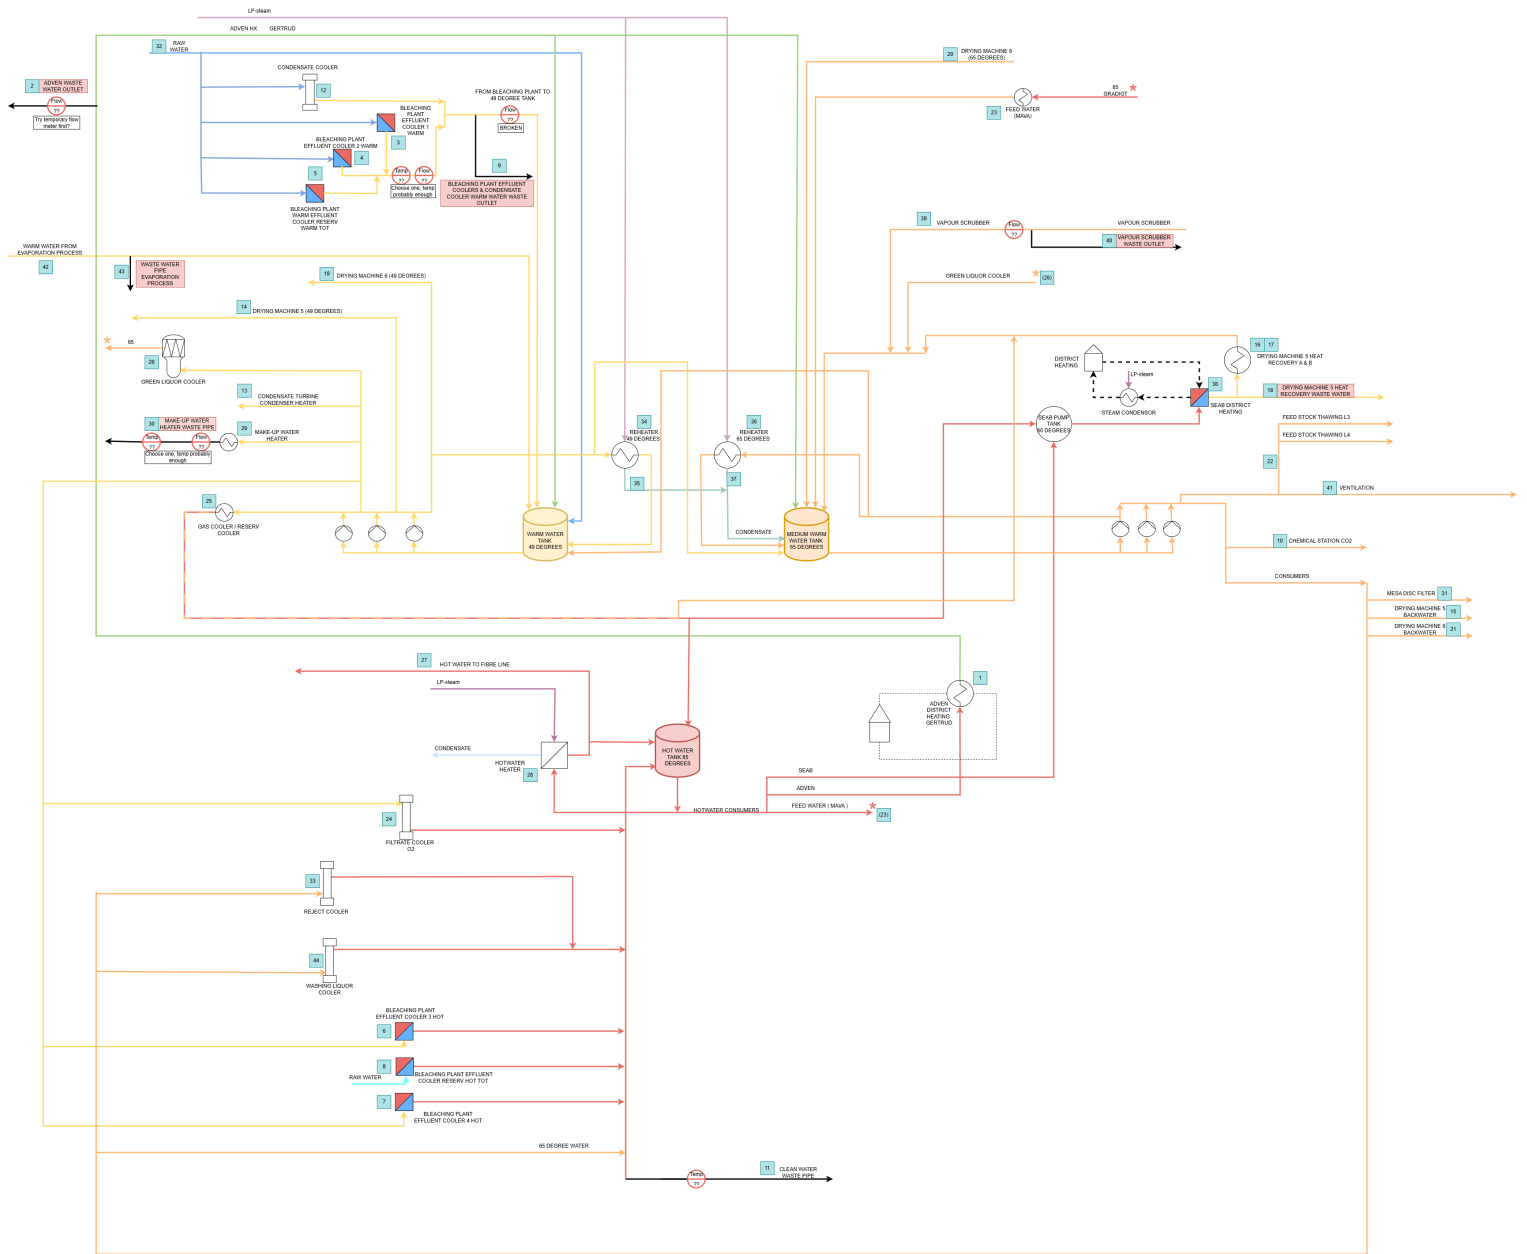 LP-steam
ADVEN HX
GERTRUD
32
RAW
WATER
20
DRYING MACHINE 6
(65 DEGREES)
CONDENSATE COOLER
12
2
ADVEN WASTE
WATER OUTLET
Flow
??
Try temporary flow
meter first?
FROM BLEACHING PLANT TO
49 DEGREE TANK
Flow
??
BROKEN
85
GRADIGT
*
23
FEED WATER
(MAVA)
BLEACHING
PLANT
EFFLUENT
COOLER 1
WARM
3
BLEACHING PLANT
EFFLUENT COOLER 2 WARM
4
5
BLEACHING PLANT
WARM EFFLUENT
COOLER RESERV
WARM TOT
Temp
??
Flow
??
Choose one, temp
probably enough
9
BLEACHING PLANT EFFLUENT
COOLERS & CONDENSATE
COOLER WARM WATER WASTE
OUTLET
39
VAPOUR SCRUBBER
Flow
??
VAPOUR SCRUBBER
40
VAPOUR SCRUBBER
WASTE OUTLET
WARM WATER FROM
EVAPORATION PROCESS
42
43
WASTE WATER
PIPE
EVAPORATION
PROCESS
19
DRYING MACHINE 6 (49 DEGREES)
GREEN LIQUOR COOLER
*
(26)
14
DRYING MACHINE 5 (49 DEGREES)
*
65
26
GREEN LIQUOR COOLER
13
CONDENSATE TURBINE
CONDENSER HEATER
30
MAKE-UP WATER
HEATER WASTE PIPE
Temp
??
Flow
??
Choose one, temp probably
enough
29
MAKE-UP WATER
HEATER
34
REHEATER
49 DEGREES
35
36
REHEATER
65 DEGREES
37
CONDENSATE
DISTRICT
HEATING
LP-steam
STEAM CONDENSOR
38
SEAB DISTRICT
HEATING
16
17
DRYING MACHINE 5 HEAT
RECOVERY A & B
18
DRYING MACHINE 5 HEAT
RECOVERY WASTE WATER
SEAB PUMP
TANK
80 DEGREES
FEED STOCK THAWING L3
FEED STOCK THAWING L4
22
41
VENTILATION
25
GAS COOLER / RESERV
COOLER
WARM WATER
TANK
49 DEGREES
MEDIUM WARM
WATER TANK
65 DEGREES
10
CHEMICAL STATION CO2
CONSUMERS
MESA DISC FILTER
31
DRYING MACHINE 5
BACKWATER
15
DRYING MACHINE 6
BACKWATER
21
27
HOT WATER TO FIBRE LINE
LP-steam
CONDENSATE
HOTWATER
HEATER
28
HOT WATER
TANK 85
DEGREES
1
ADVEN
DISTRICT
HEATING
GERTRUD
SEAB
ADVEN
HOTWATER CONSUMERS
FEED WATER ( MAVA )
*
(23)
24
FILTRATE COOLER
O2
33
REJECT COOLER
44
WASHING LIQUOR
COOLER
BLEACHING PLANT
EFFLUENT COOLER 3 HOT
6
8
RAW WATER
BLEACHING PLANT EFFLUENT
COOLER RESERV HOT TOT
7
BLEACHING PLANT
EFFLUENT COOLER 4 HOT
65 DEGREE WATER
Temp
??
11
CLEAN WATER
WASTE PIPE